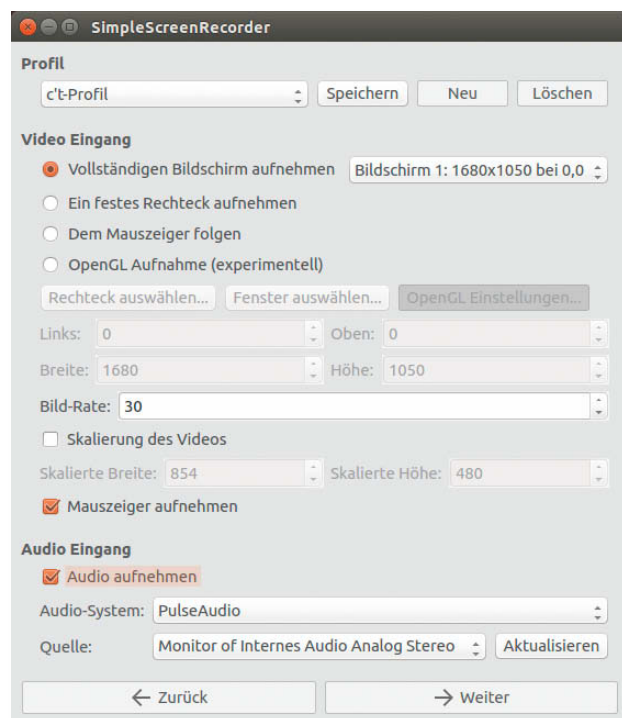 SimpleScreenRecorder
Profil
c't-Profil Speichern Neu Löschen
Video Eingang
Vollständigen Bildschirm aufnehmen Bildschirm 1: 1680x1050 bei 0,0
Ein festes Rechteck aufnehmen
Dem Mauszeiger folgen
OpenGL Aufnahme (experimentell)
Rechteck auswählen... Fenster auswählen... OpenGL Einstellungen...
Links: 0 Oben: 0
Breite: 1680 Höhe: 1050
Bild-Rate: 30
Skalierung des Videos
Skalierte Breite: 854 Skalierte Höhe: 480
Mauszeiger aufnehmen
Audio Eingang
Audio aufnehmen
Audio-System: PulseAudio
Quelle: Monitor of Internes Audio Analog Stereo Aktualisieren
← Zurück → Weiter